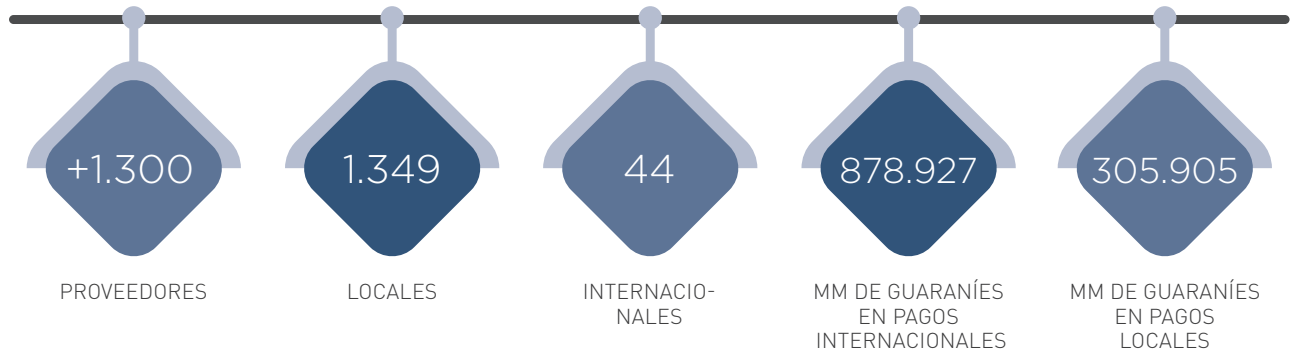 +1.300
PROVEEDORES
1.349
LOCALES
44
INTERNACIO-
NALES
878.927
MM DE GUARANÍES
EN PAGOS
INTERNACIONALES
305.905
MM DE GUARANÍES
EN PAGOS
LOCALES